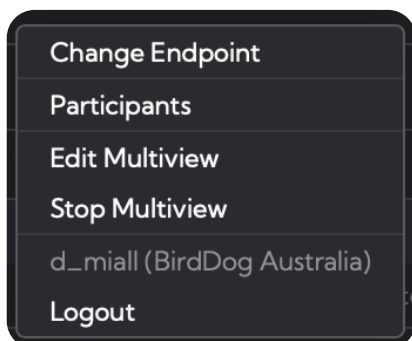 Change Endpoint
Participants
Edit Multiview
Stop Multiview
d_miall (BirdDog Australia)
Logout